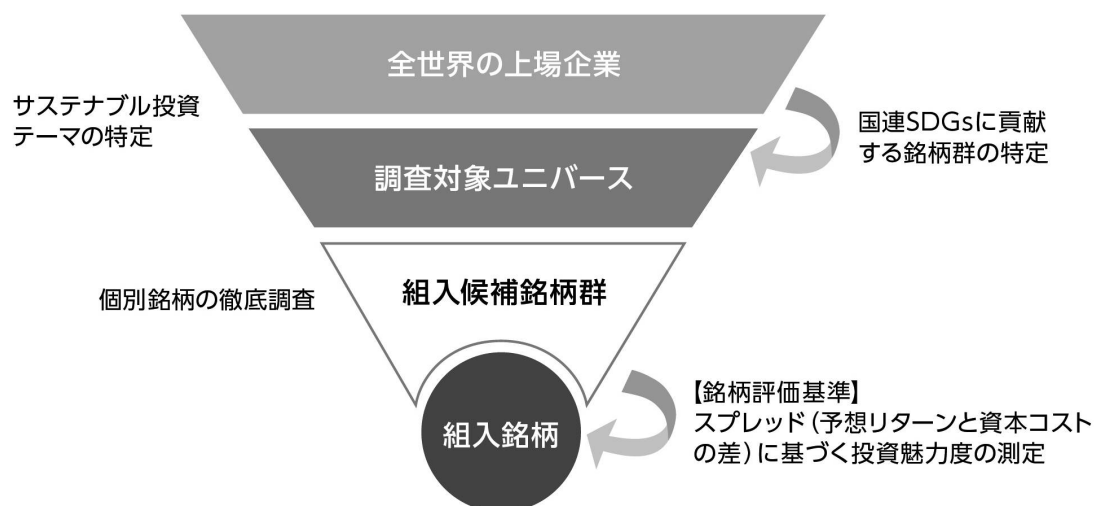 全世界の上場企業
サステナブル投資
テーマの特定
国連SDGsに貢献
する銘柄群の特定
調査対象ユニバース
個別銘柄の徹底調査
組入候補銘柄群
【銘柄評価基準】
スプレッド（予想リターンと資本コスト
の差）に基づく投資魅力度の測定
組入銘柄